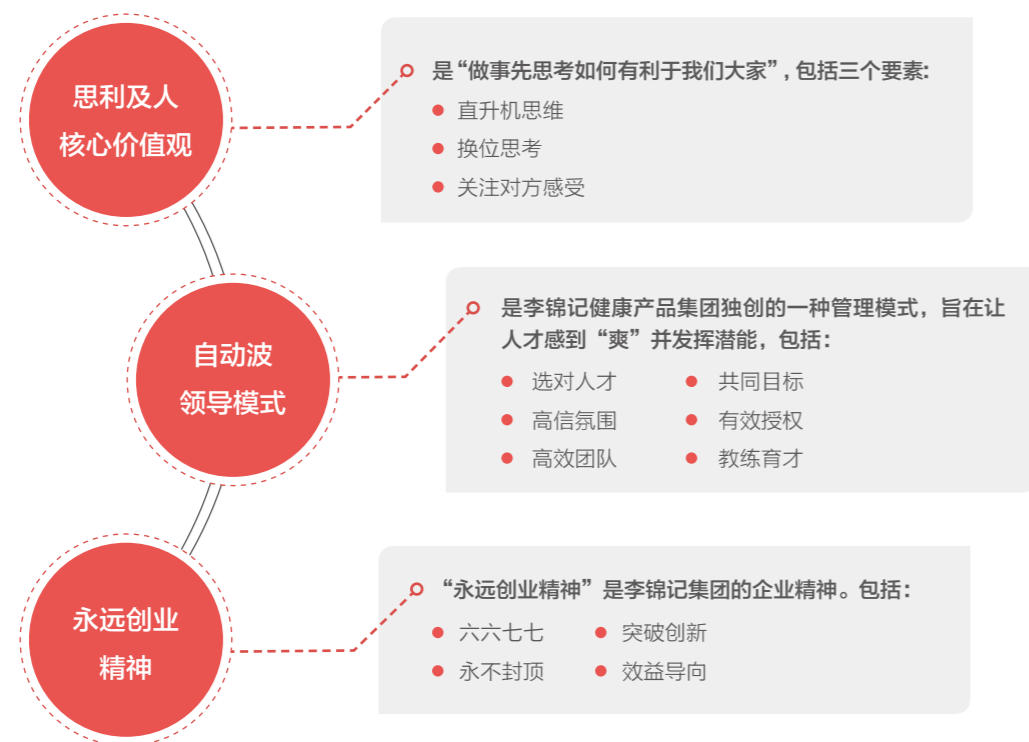 思利及人
核心价值观
是“做事先思考如何有利于我们大家”，包括三个要素:
直升机思维
换位思考
关注对方感受
自动波
领导模式
是李锦记健康产品集团独创的一种管理模式，旨在让
人才感到“爽”并发挥潜能，包括：
选对人才
共同目标
高信氛围
有效授权
高效团队
教练育才
永远创业
精神
“永远创业精神”是李锦记集团的企业精神。包括：
六六七七
突破创新
永不封顶
效益导向